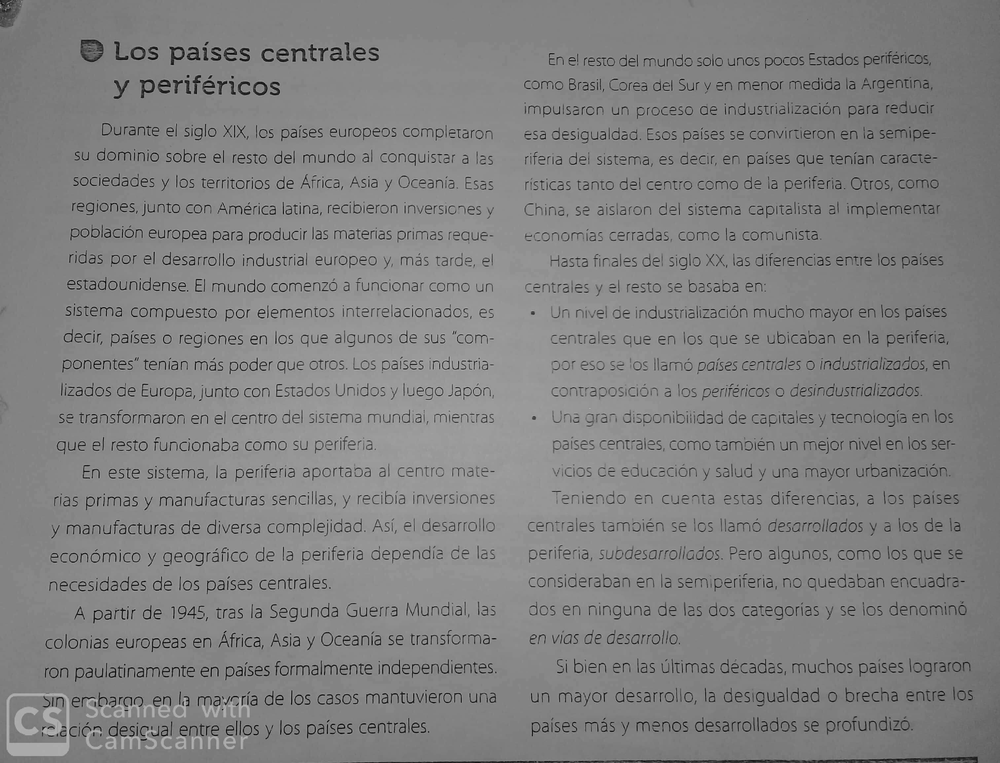 Los países centrales
y periféricos
Durante el siglo XIX, los países europeos completaron
su dominio sobre el resto del mundo al conquistar a las
sociedades y los territorios de África, Asia y Oceanía. Esas
regiones, junto con América latina, recibieron inversiones y
población europea para producir las materias primas reque-
ridas por el desarrollo industrial europeo y, más tarde, el
estadounidense. El mundo comenzó a funcionar como un
sistema compuesto por elementos interrelacionados, es
decir, países o regiones en los que algunos de sus "com-
ponentes" tenían más poder que otros. Los países industria-
lizados de Europa, junto con Estados Unidos y luego Japón,
se transformaron en el centro del sistema mundial, mientras
que el resto funcionaba como su periferia.
En este sistema, la periferia aportaba al centro mate-
rias primas y manufacturas sencillas, y recibía inversiones
y manufacturas de diversa complejidad. Así, el desarrollo
económico y geográfico de la periferia dependía de las
necesidades de los países centrales.
A partir de 1945, tras la Segunda Guerra Mundial, las
colonias europeas en África, Asia y Oceanía se transforma-
ron paulatinamente en países formalmente independientes.
Sin embargo, en la mayoría de los casos mantuvieron una
relación desigual entre ellos y los países centrales.
En el resto del mundo solo unos pocos Estados periféricos,
como Brasil, Corea del Sur y en menor medida la Argentina,
impulsaron un proceso de industrialización para reducir
esa desigualdad. Esos países se convirtieron en la semipe-
riferia del sistema, es decir, en países que tenían caracte-
rísticas tanto del centro como de la periferia. Otros, como
China, se aislaron del sistema capitalista al implementar
economías cerradas, como la comunista.
Hasta finales del siglo XX, las diferencias entre los países
centrales y el resto se basaba en:
• Un nivel de industrialización mucho mayor en los países
centrales que en los que se ubicaban en la periferia,
por eso se los llamó países centrales o industrializados, en
contraposición a los periféricos o desindustrializados.
• Una gran disponibilidad de capitales y tecnología en los
países centrales, como también un mejor nivel en los ser-
vicios de educación y salud y una mayor urbanización.
Teniendo en cuenta estas diferencias, a los países
centrales también se los llamó desarrollados y a los de la
periferia, subdesarrollados. Pero algunos, como los que se
consideraban en la semiperiferia, no quedaban encuadra-
dos en ninguna de las dos categorías y se los denominó
en vías de desarrollo.
Si bien en las últimas décadas, muchos países lograron
un mayor desarrollo, la desigualdad o brecha entre los
países más y menos desarrollados se profundizó.
CS
Scanned with
CamScanner